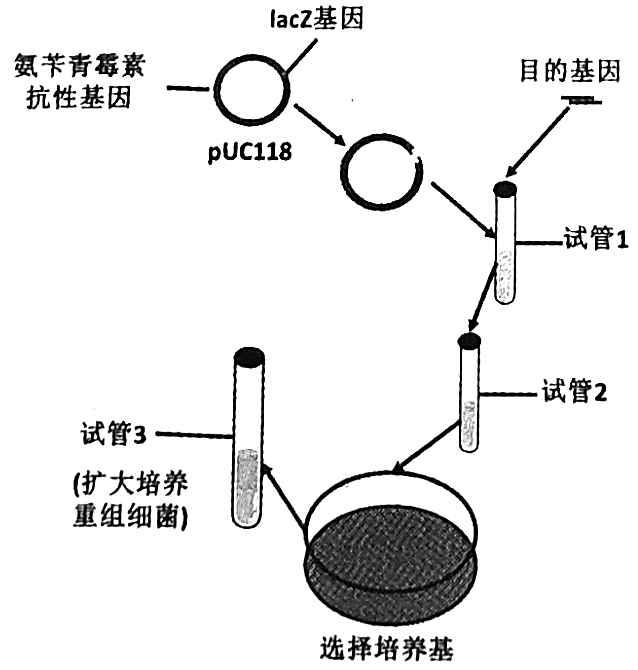 lacZ基因
氨苄青霉素
抗性基因
目的基因
pUC118
试管1
试管2
试管3
(扩大培养
重组细菌)
选择培养基